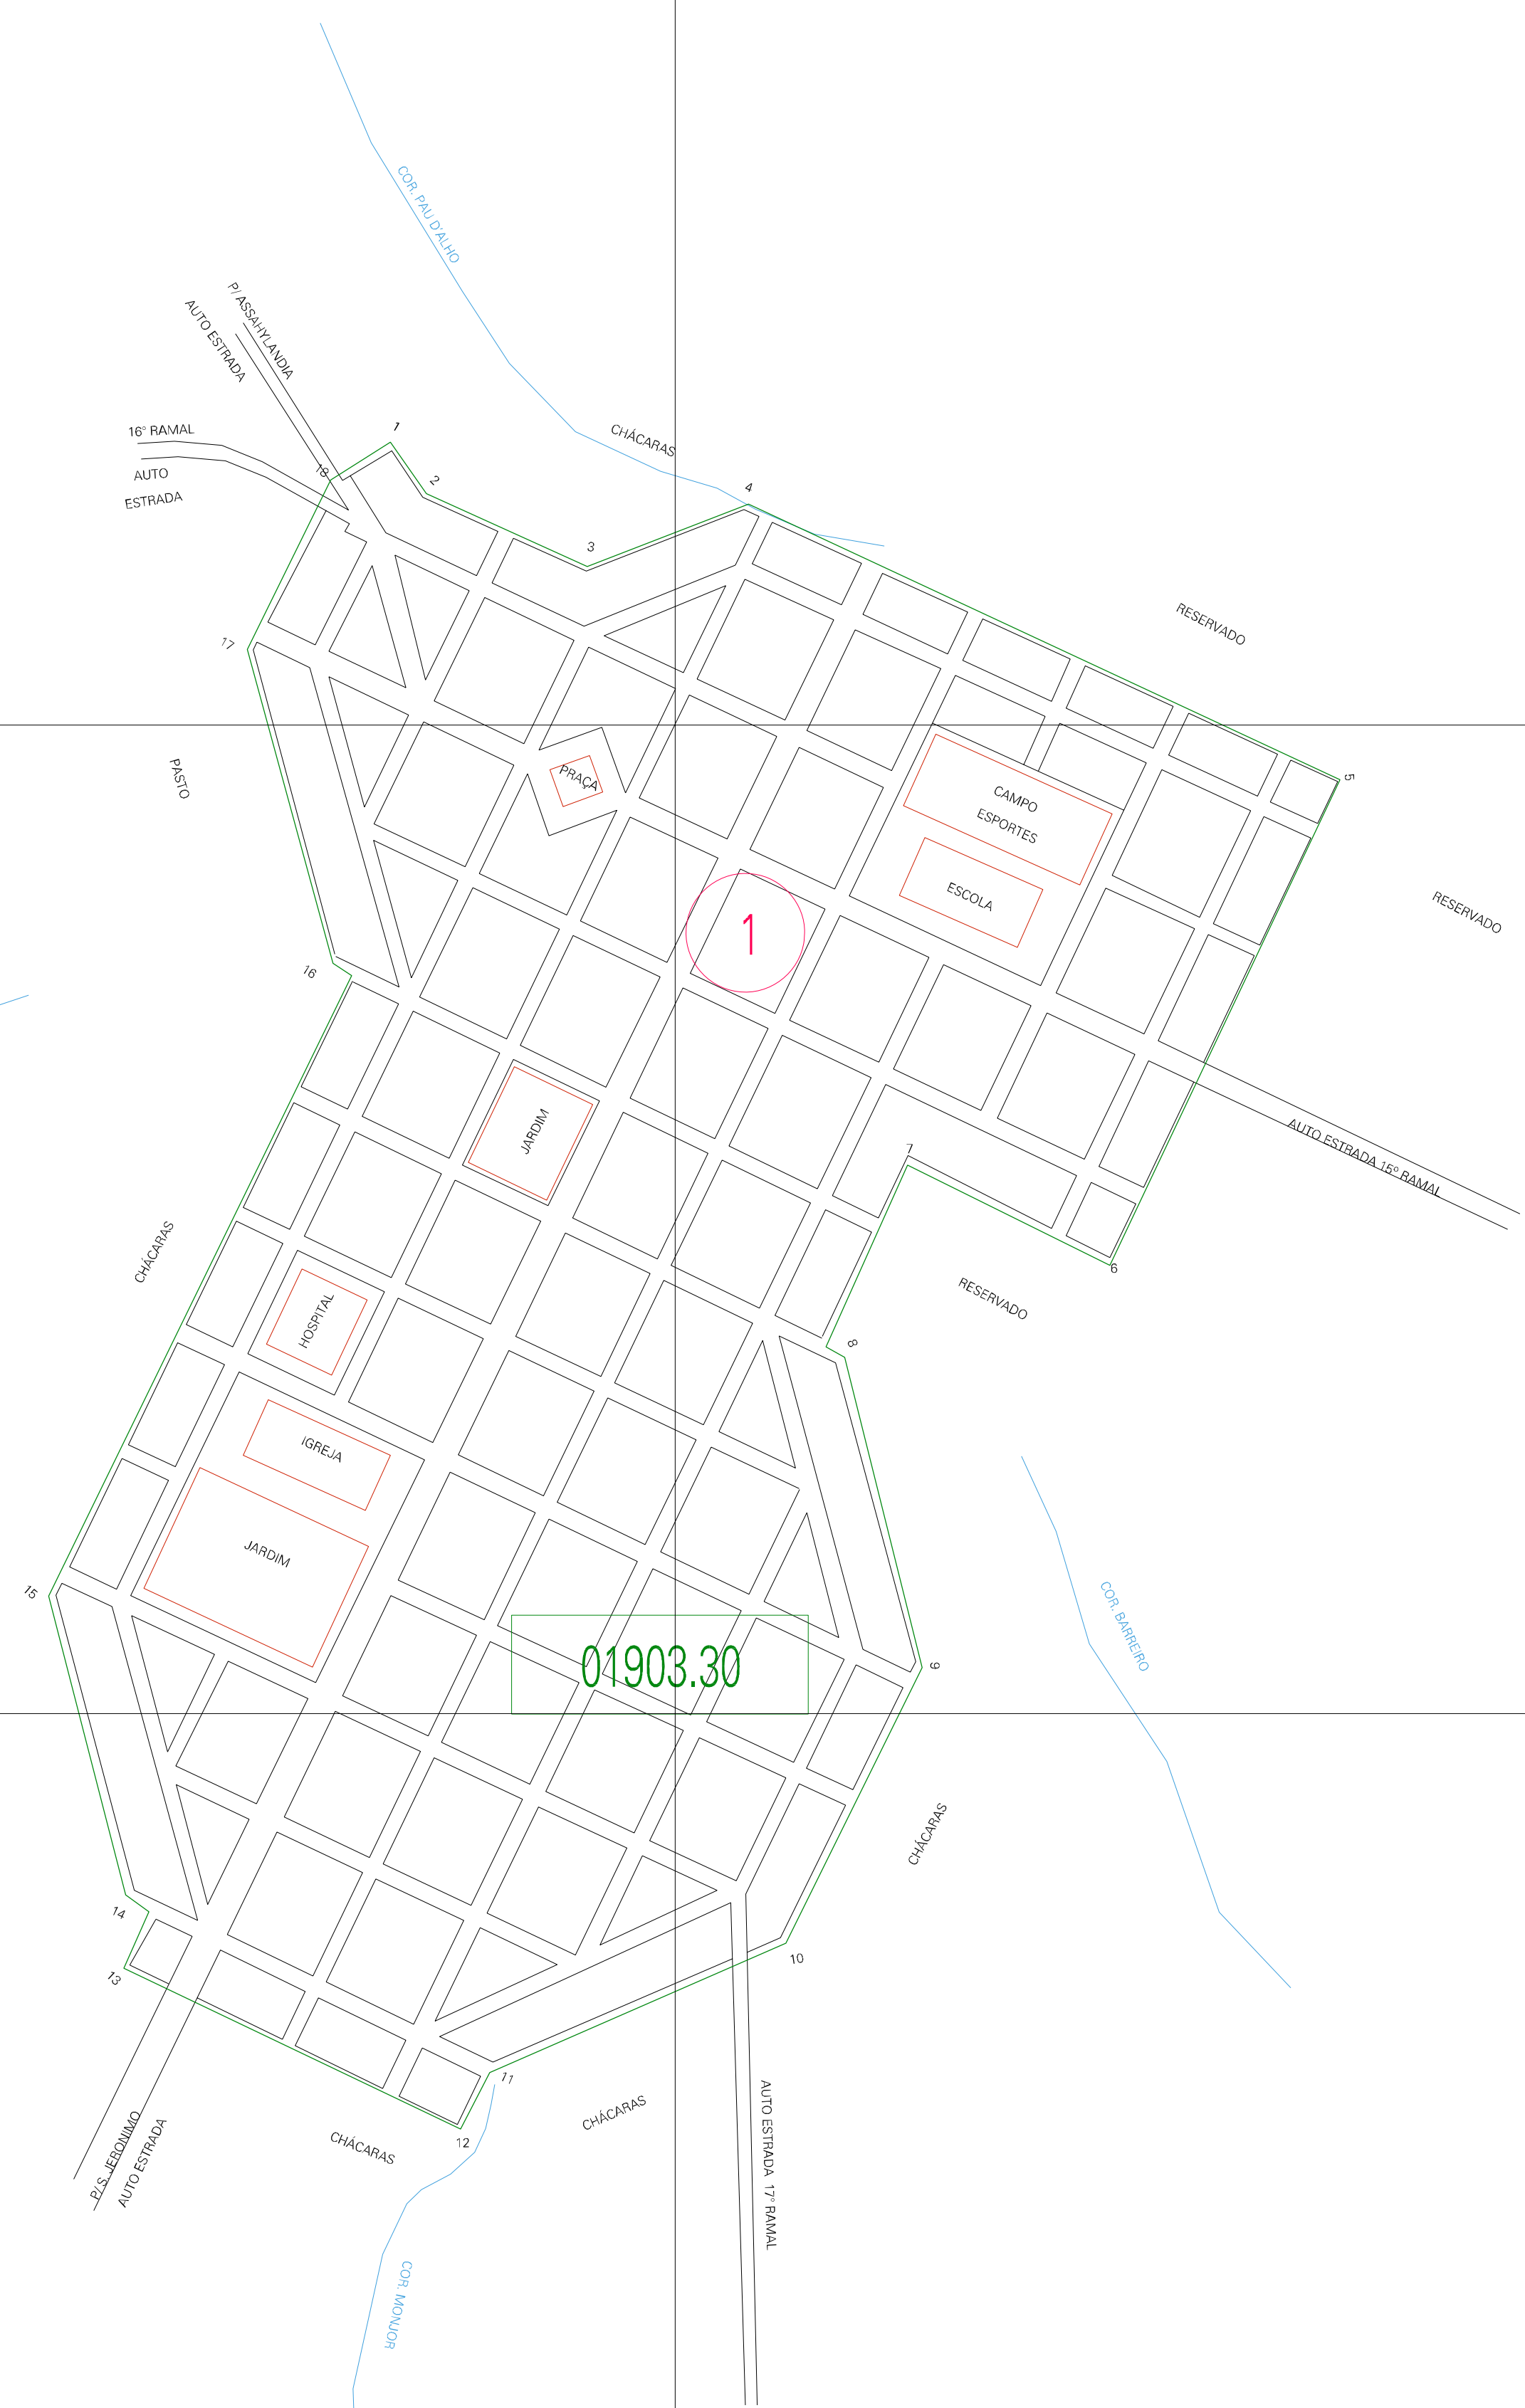 COR. PAU D'ALHO
P/ ASSAHYLANDIA
AUTO ESTRADA
16° RAMAL
AUTO
ESTRADA
CHÁCARAS
18
1
2
3
4
RESERVADO
17
PASTO
PRAÇA
5
CAMPO
ESPORTES
ESCOLA
RESERVADO
1
16
JARDIM
7
AUTO ESTRADA 15º RAMAL
CHÁCARAS
6
RESERVADO
HOSPITAL
8
IGREJA
JARDIM
15
COR. BARREIRO
9
01903.30
CHÁCARAS
14
10
13
11
P/ S. JERONIMO
AUTO ESTRADA
CHÁCARAS
12
CHÁCARAS
AUTO ESTRADA 17° RAMAL
COR. MONJOR